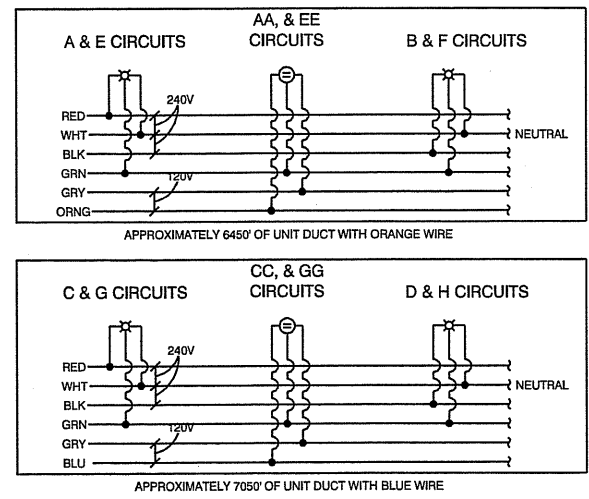 AA, & EE
A & E CIRCUITS CIRCUITS B & F CIRCUITS
240V
RED
WHT NEUTRAL
BLK
GRN
120V
GRY
ORNG
APPROXIMATELY 6450' OF UNIT DUCT WITH ORANGE WIRE
CC, & GG
C & G CIRCUITS CIRCUITS D & H CIRCUITS
240V
RED
WHT NEUTRAL
BLK
GRN
120V
GRY
BLU
APPROXIMATELY 7050' OF UNIT DUCT WITH BLUE WIRE